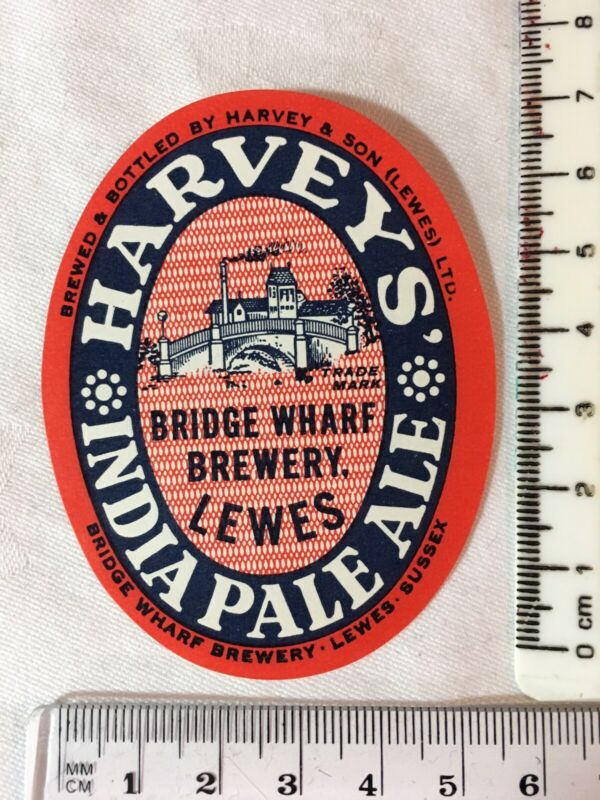 BREWED & BOTTLED BY HARVEY & SON (LEWES) LTD.
HARVEY'S,
INDIA PALE ALE
TRADE
MARK
BRIDGE WHARF
BREWERY,
LEWES
BRIDGE WHARF BREWERY · LEWES · SUSSEX
8
7
6
5
4
3
2
1
0 cm
MM
CM 1 2 3 4 5 6